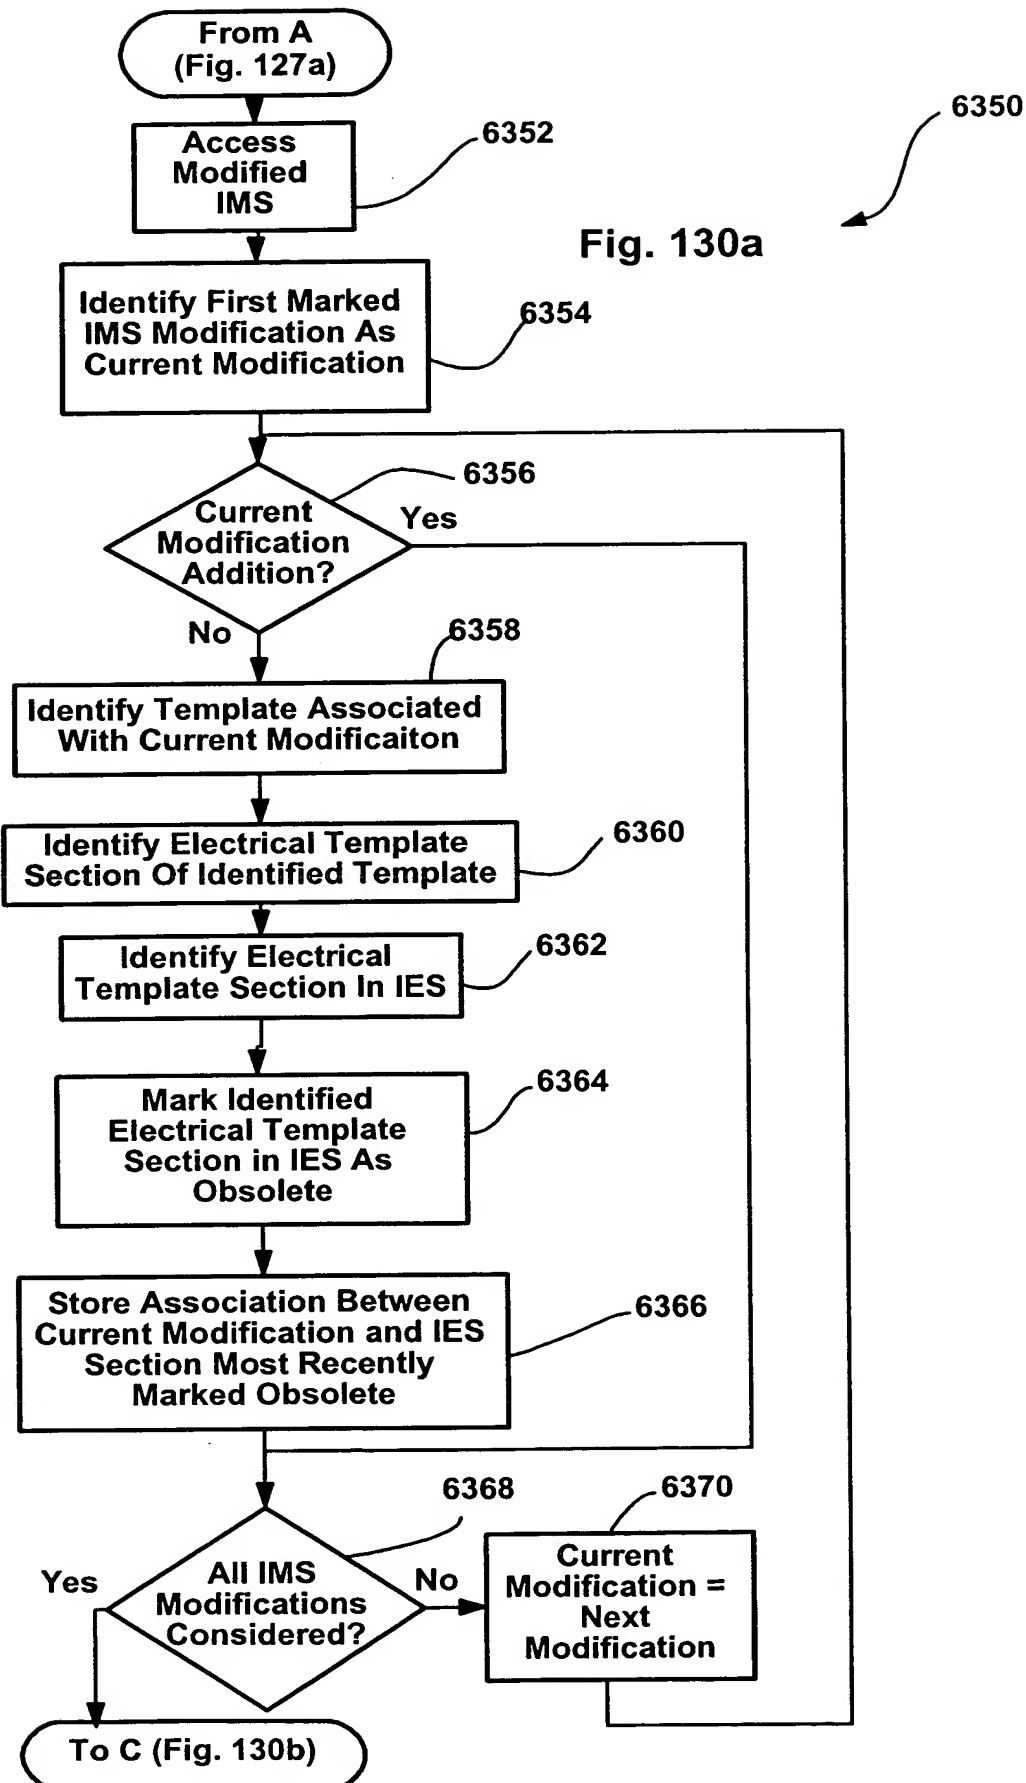 From A
(Fig. 127a)
6350
Access
Modified
IMS
6352
Fig. 130a
Identify First Marked
IMS Modification As
Current Modification
6354
6356
Current
Modification
Addition?
Yes
No
6358
Identify Template Associated
With Current Modificaiton
Identify Electrical Template
Section Of Identified Template
6360
Identify Electrical
Template Section In IES
6362
Mark Identified
Electrical Template
Section in IES As
Obsolete
6364
Store Association Between
Current Modification and IES
Section Most Recently
Marked Obsolete
6366
6368
6370
Yes
All IMS
Modifications
Considered?
No
Current
Modification =
Next
Modification
To C (Fig. 130b)